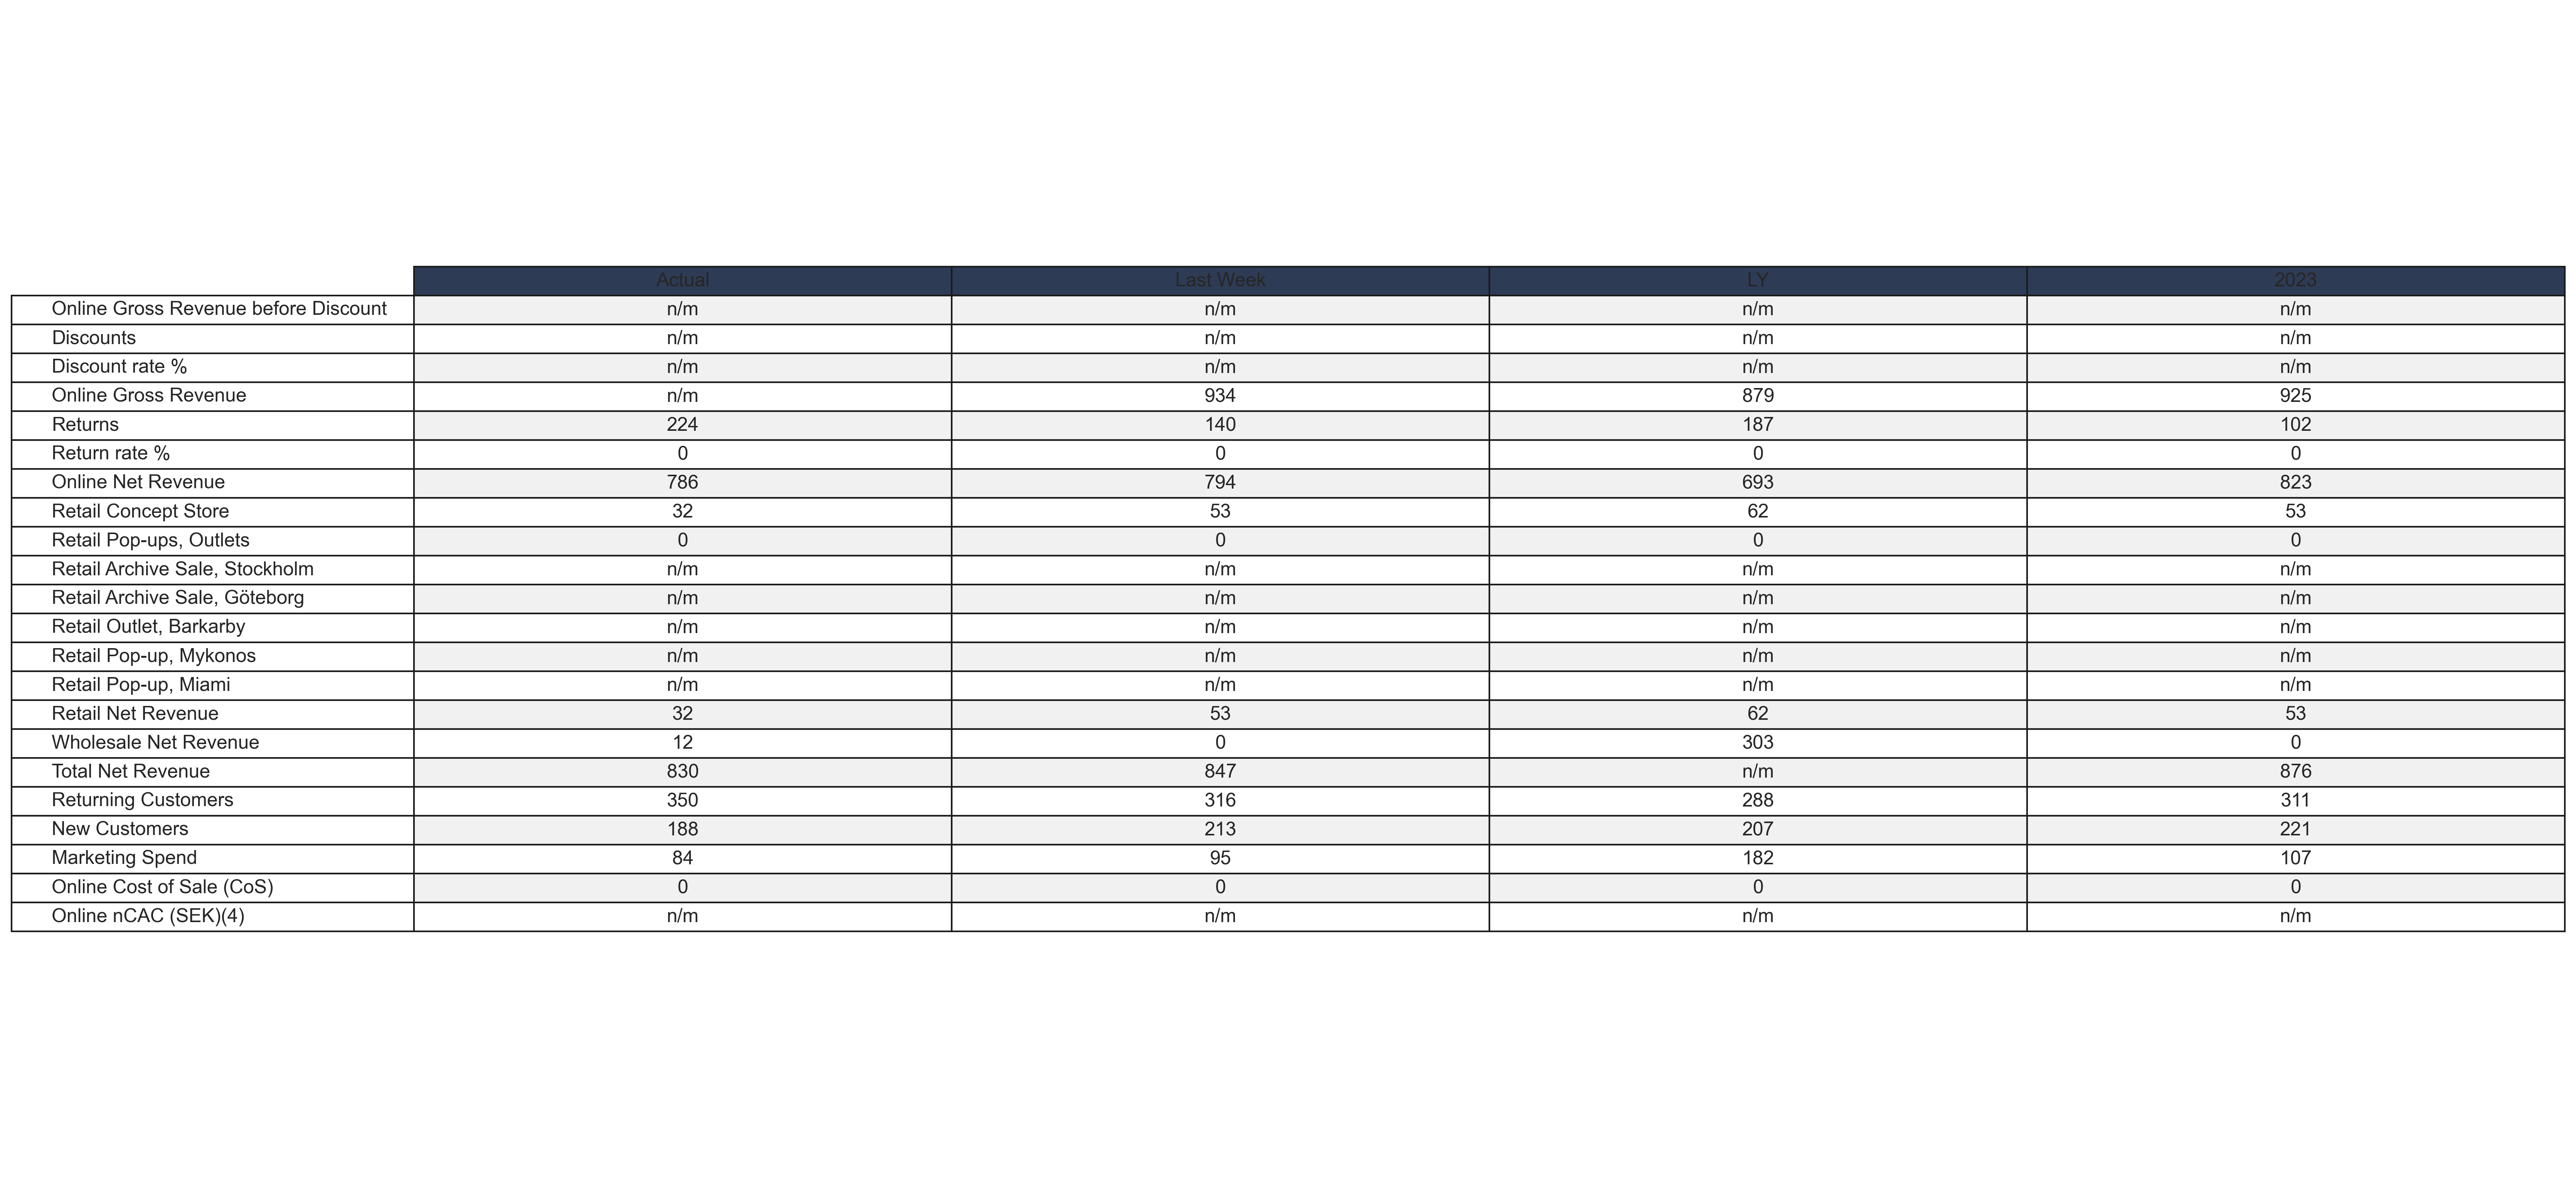 Actual Last Week LY 2023
Online Gross Revenue before Discount n/m n/m n/m n/m
Discounts n/m n/m n/m n/m
Discount rate % n/m n/m n/m n/m
Online Gross Revenue n/m 934 879 925
Returns 224 140 187 102
Return rate % 0 0 0 0
Online Net Revenue 786 794 693 823
Retail Concept Store 32 53 62 53
Retail Pop-ups, Outlets 0 0 0 0
Retail Archive Sale, Stockholm n/m n/m n/m n/m
Retail Archive Sale, Göteborg n/m n/m n/m n/m
Retail Outlet, Barkarby n/m n/m n/m n/m
Retail Pop-up, Mykonos n/m n/m n/m n/m
Retail Pop-up, Miami n/m n/m n/m n/m
Retail Net Revenue 32 53 62 53
Wholesale Net Revenue 12 0 303 0
Total Net Revenue 830 847 n/m 876
Returning Customers 350 316 288 311
New Customers 188 213 207 221
Marketing Spend 84 95 182 107
Online Cost of Sale (CoS) 0 0 0 0
Online nCAC (SEK)(4) n/m n/m n/m n/m